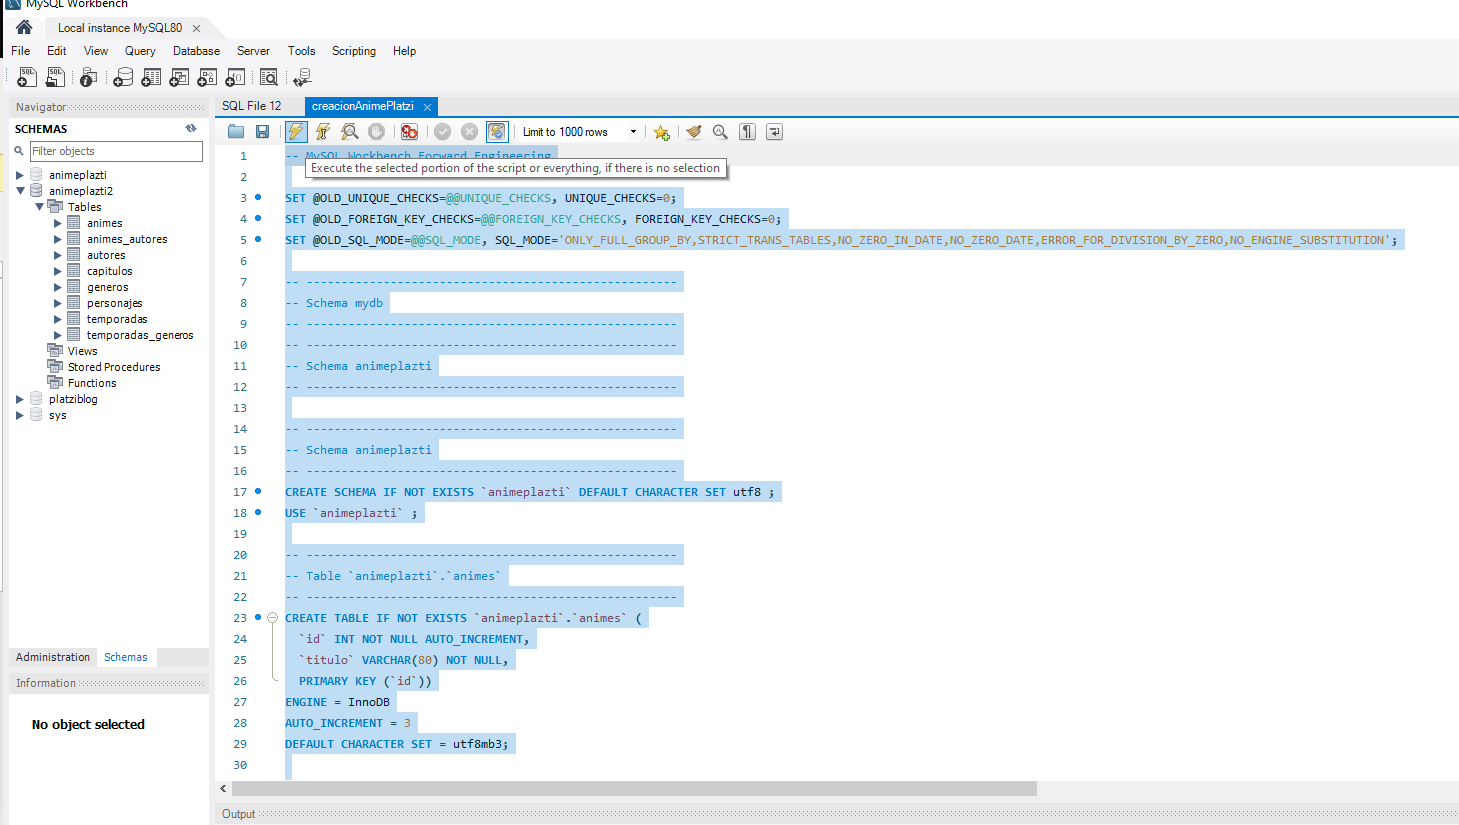 MySQL Workbench
Local instance MySQL80
File Edit View Query Database Server Tools Scripting Help
Navigator
SCHEMAS
Filter objects
animeplazti
animeplazti2
Tables
animes
animes_autores
autores
capitulos
generos
personajes
temporadas
temporadas_generos
Views
Stored Procedures
Functions
platziblog
sys
Administration Schemas
Information
No object selected
SQL File 12 creacionAnimePlatzi
Limit to 1000 rows
1 -- MySQL Workbench Forward Engineering
Execute the selected portion of the script or everything, if there is no selection
2
3 SET @OLD_UNIQUE_CHECKS=@@UNIQUE_CHECKS, UNIQUE_CHECKS=0;
4 SET @OLD_FOREIGN_KEY_CHECKS=@@FOREIGN_KEY_CHECKS, FOREIGN_KEY_CHECKS=0;
5 SET @OLD_SQL_MODE=@@SQL_MODE, SQL_MODE='ONLY_FULL_GROUP_BY,STRICT_TRANS_TABLES,NO_ZERO_IN_DATE,NO_ZERO_DATE,ERROR_FOR_DIVISION_BY_ZERO,NO_ENGINE_SUBSTITUTION';
6
7 -- -----------------------------------------------------
8 -- Schema mydb
9 -- -----------------------------------------------------
10 -- -----------------------------------------------------
11 -- Schema animeplazti
12 -- -----------------------------------------------------
13
14 -- -----------------------------------------------------
15 -- Schema animeplazti
16 -- -----------------------------------------------------
17 CREATE SCHEMA IF NOT EXISTS `animeplazti` DEFAULT CHARACTER SET utf8 ;
18 USE `animeplazti` ;
19
20 -- -----------------------------------------------------
21 -- Table `animeplazti`.`animes`
22 -- -----------------------------------------------------
23 CREATE TABLE IF NOT EXISTS `animeplazti`.`animes` (
24 `id` INT NOT NULL AUTO_INCREMENT,
25 `titulo` VARCHAR(80) NOT NULL,
26 PRIMARY KEY (`id`))
27 ENGINE = InnoDB
28 AUTO_INCREMENT = 3
29 DEFAULT CHARACTER SET = utf8mb3;
30
Output